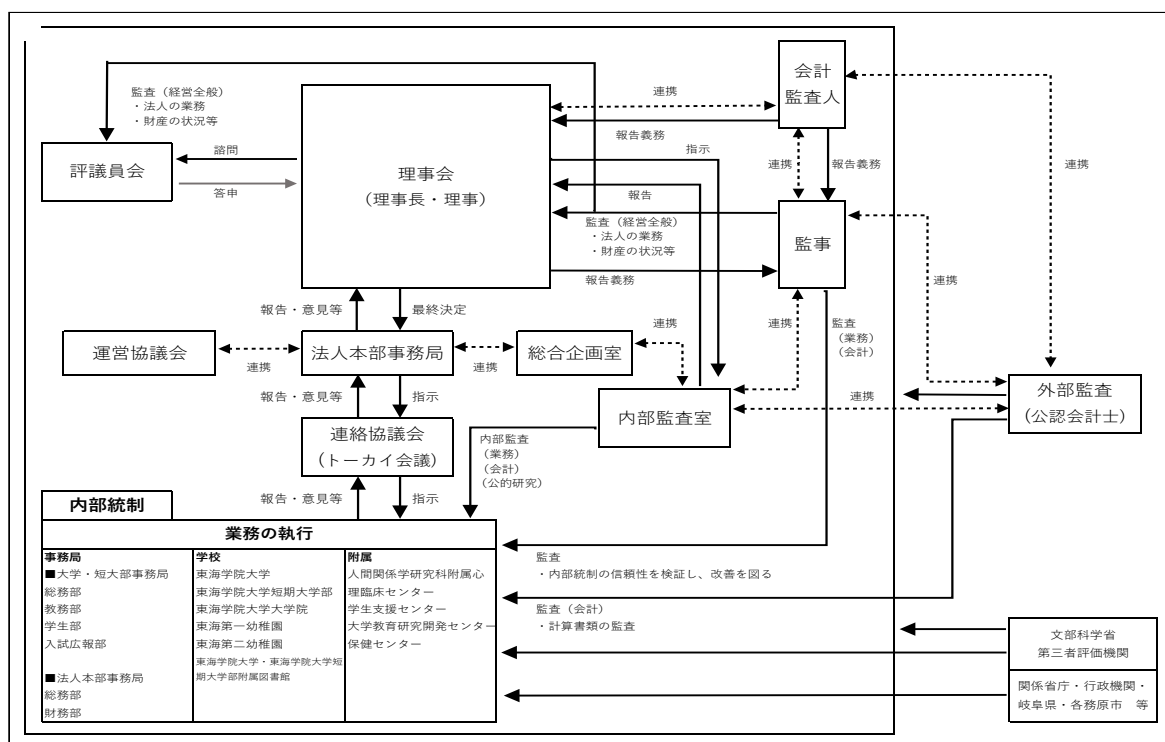 会計
監査人
監査（経営全般）
・法人の業務
・財産の状況等
連携
報告義務
指示
連携
報告義務
連携
評議員会
諮問
答申
理事会
（理事長・理事）
報告
監査（経営全般）
・法人の業務
・財産の状況等
監事
報告義務
連携
報告・意見等
最終決定
連携
連携
監査
（業務）
（会計）
運営協議会
連携
法人本部事務局
連携
総合企画室
報告・意見等
指示
内部監査室
連携
外部監査
（公認会計士）
連絡協議会
（トーカイ会議）
内部監査
（業務）
（会計）
（公的研究）
報告・意見等
指示
内部統制
業務の執行
事務局
■大学・短大部事務局
総務部
教務部
学生部
入試広報部
■法人本部事務局
総務部
財務部
学校
東海学院大学
東海学院大学短期大学部
東海学院大学大学院
東海第一幼稚園
東海第二幼稚園
東海学院大学・東海学院大学短
期大学部附属図書館
附属
人間関係学研究科附属心
理臨床センター
学生支援センター
大学教育研究開発センター
保健センター
監査
・内部統制の信頼性を検証し、改善を図る
監査（会計）
・計算書類の監査
文部科学省
第三者評価機関
関係省庁・行政機関・
岐阜県・各務原市　等